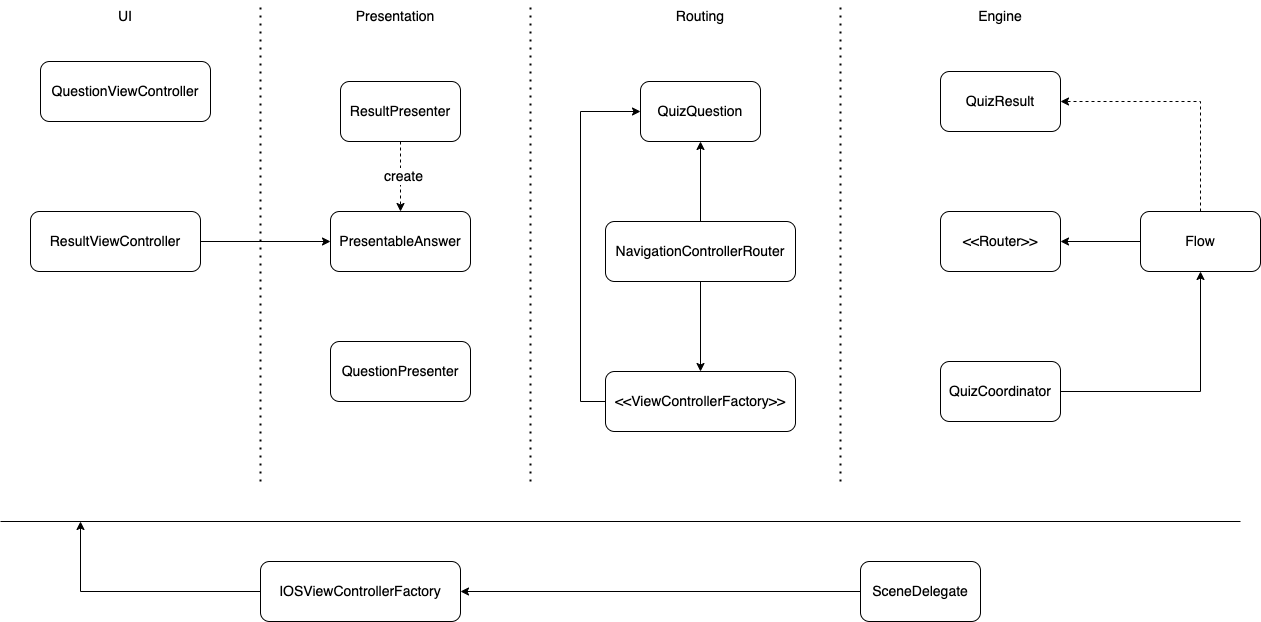 UI
Presentation
Routing
Engine
QuestionViewController
ResultPresenter
QuizQuestion
QuizResult
create
ResultViewController
PresentableAnswer
NavigationControllerRouter
<<Router>>
Flow
QuestionPresenter
<<ViewControllerFactory>>
QuizCoordinator
IOSViewControllerFactory
SceneDelegate